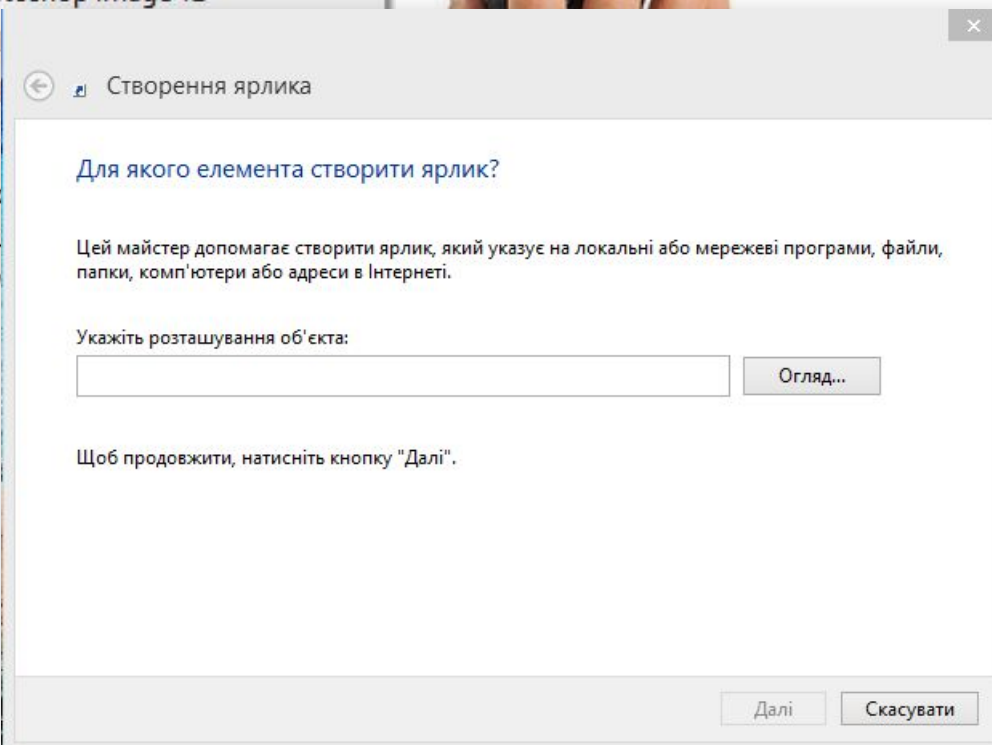 Створення ярлика
Для якого елемента створити ярлик?
Цей майстер допомагає створити ярлик, який указує на локальні або мережеві програми, файли,
папки, комп'ютери або адреси в Інтернеті.
Укажіть розташування об'єкта:
Огляд...
Щоб продовжити, натисніть кнопку "Далі".
Далі
Скасувати